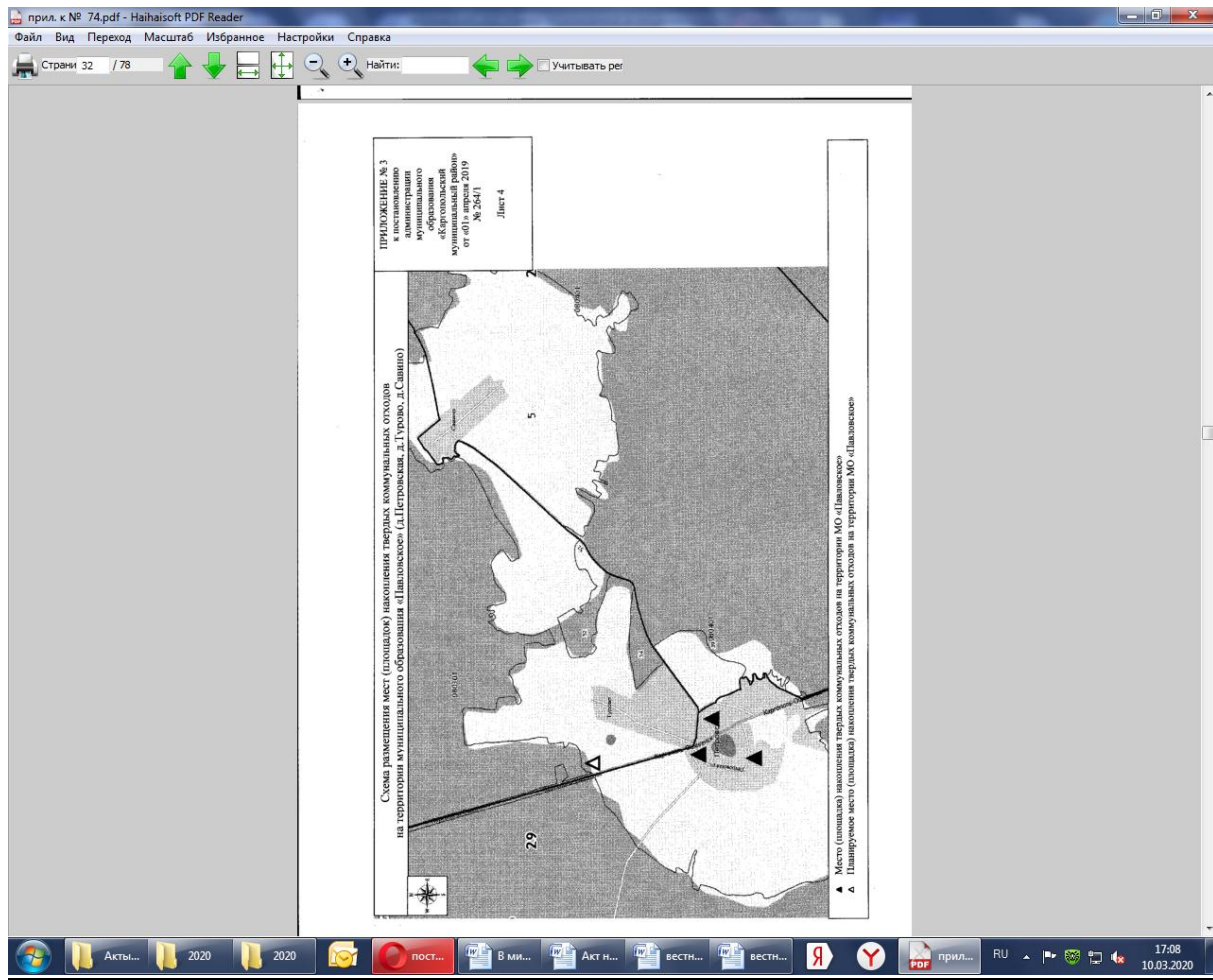 прил. к № 74.pdf - Haihaisoft PDF Reader
Файл Вид Переход Масштаб Избранное Настройки Справка
Страни 32 / 78 Найти: Учитывать рег
ПРИЛОЖЕНИЕ № 3
к постановлению
администрации
муниципального
образования
«Каргопольский
муниципальный район»
от «01» апреля 2019
№ 264/1
Лист 4
Схема размещения мест (площадок) накопления твердых коммунальных отходов
на территории муниципального образования «Павловское» (д.Петровская, д.Турово, д.Савино)
2
Савино
5
Турово
29
▲ Место (площадка) накопления твердых коммунальных отходов на территории МО «Павловское»
△ Планируемое место (площадка) накопления твердых коммунальных отходов на территории МО «Павловское»
Акты... 2020 2020 пост... В ми... Акт н... вестн... вестн... прил... RU 17:08
10.03.2020